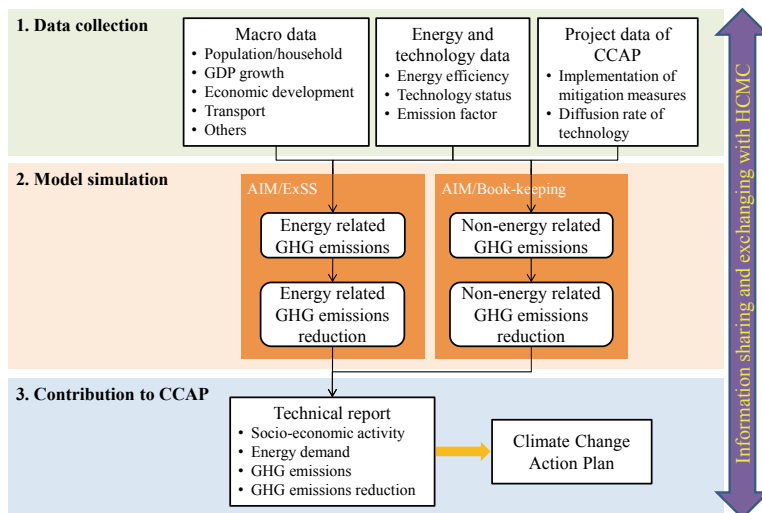 1. Data collection
Macro data
• Population/household
• GDP growth
• Economic development
• Transport
• Others
Energy and
technology data
• Energy efficiency
• Technology status
• Emission factor
Project data of
CCAP
• Implementation of
mitigation measures
• Diffusion rate of
technology
2. Model simulation
AIM/ExSS
Energy related
GHG emissions
Energy related
GHG emissions
reduction
AIM/Book-keeping
Non-energy related
GHG emissions
Non-energy related
GHG emissions
reduction
3. Contribution to CCAP
Technical report
• Socio-economic activity
• Energy demand
• GHG emissions
• GHG emissions reduction
Climate Change
Action Plan
Information sharing and exchanging with HCMC